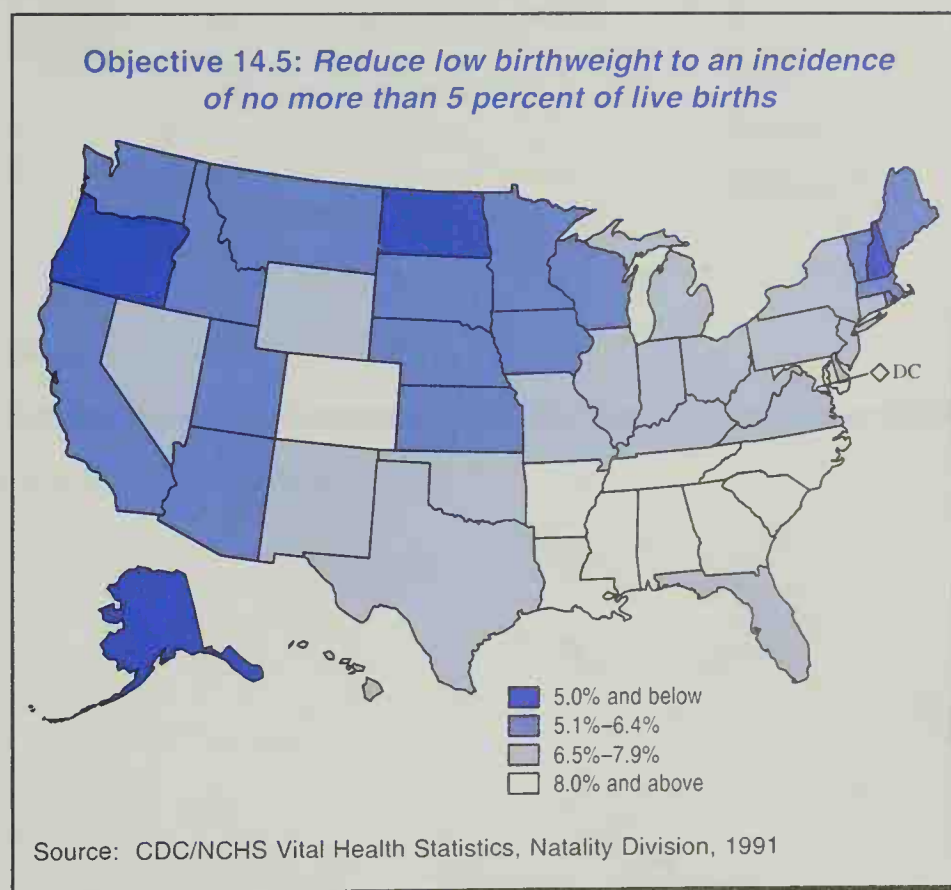 Objective 14.5: Reduce low birthweight to an incidence
of no more than 5 percent of live births
DC
5.0% and below
5.1%–6.4%
6.5%–7.9%
8.0% and above
Source: CDC/NCHS Vital Health Statistics, Natality Division, 1991